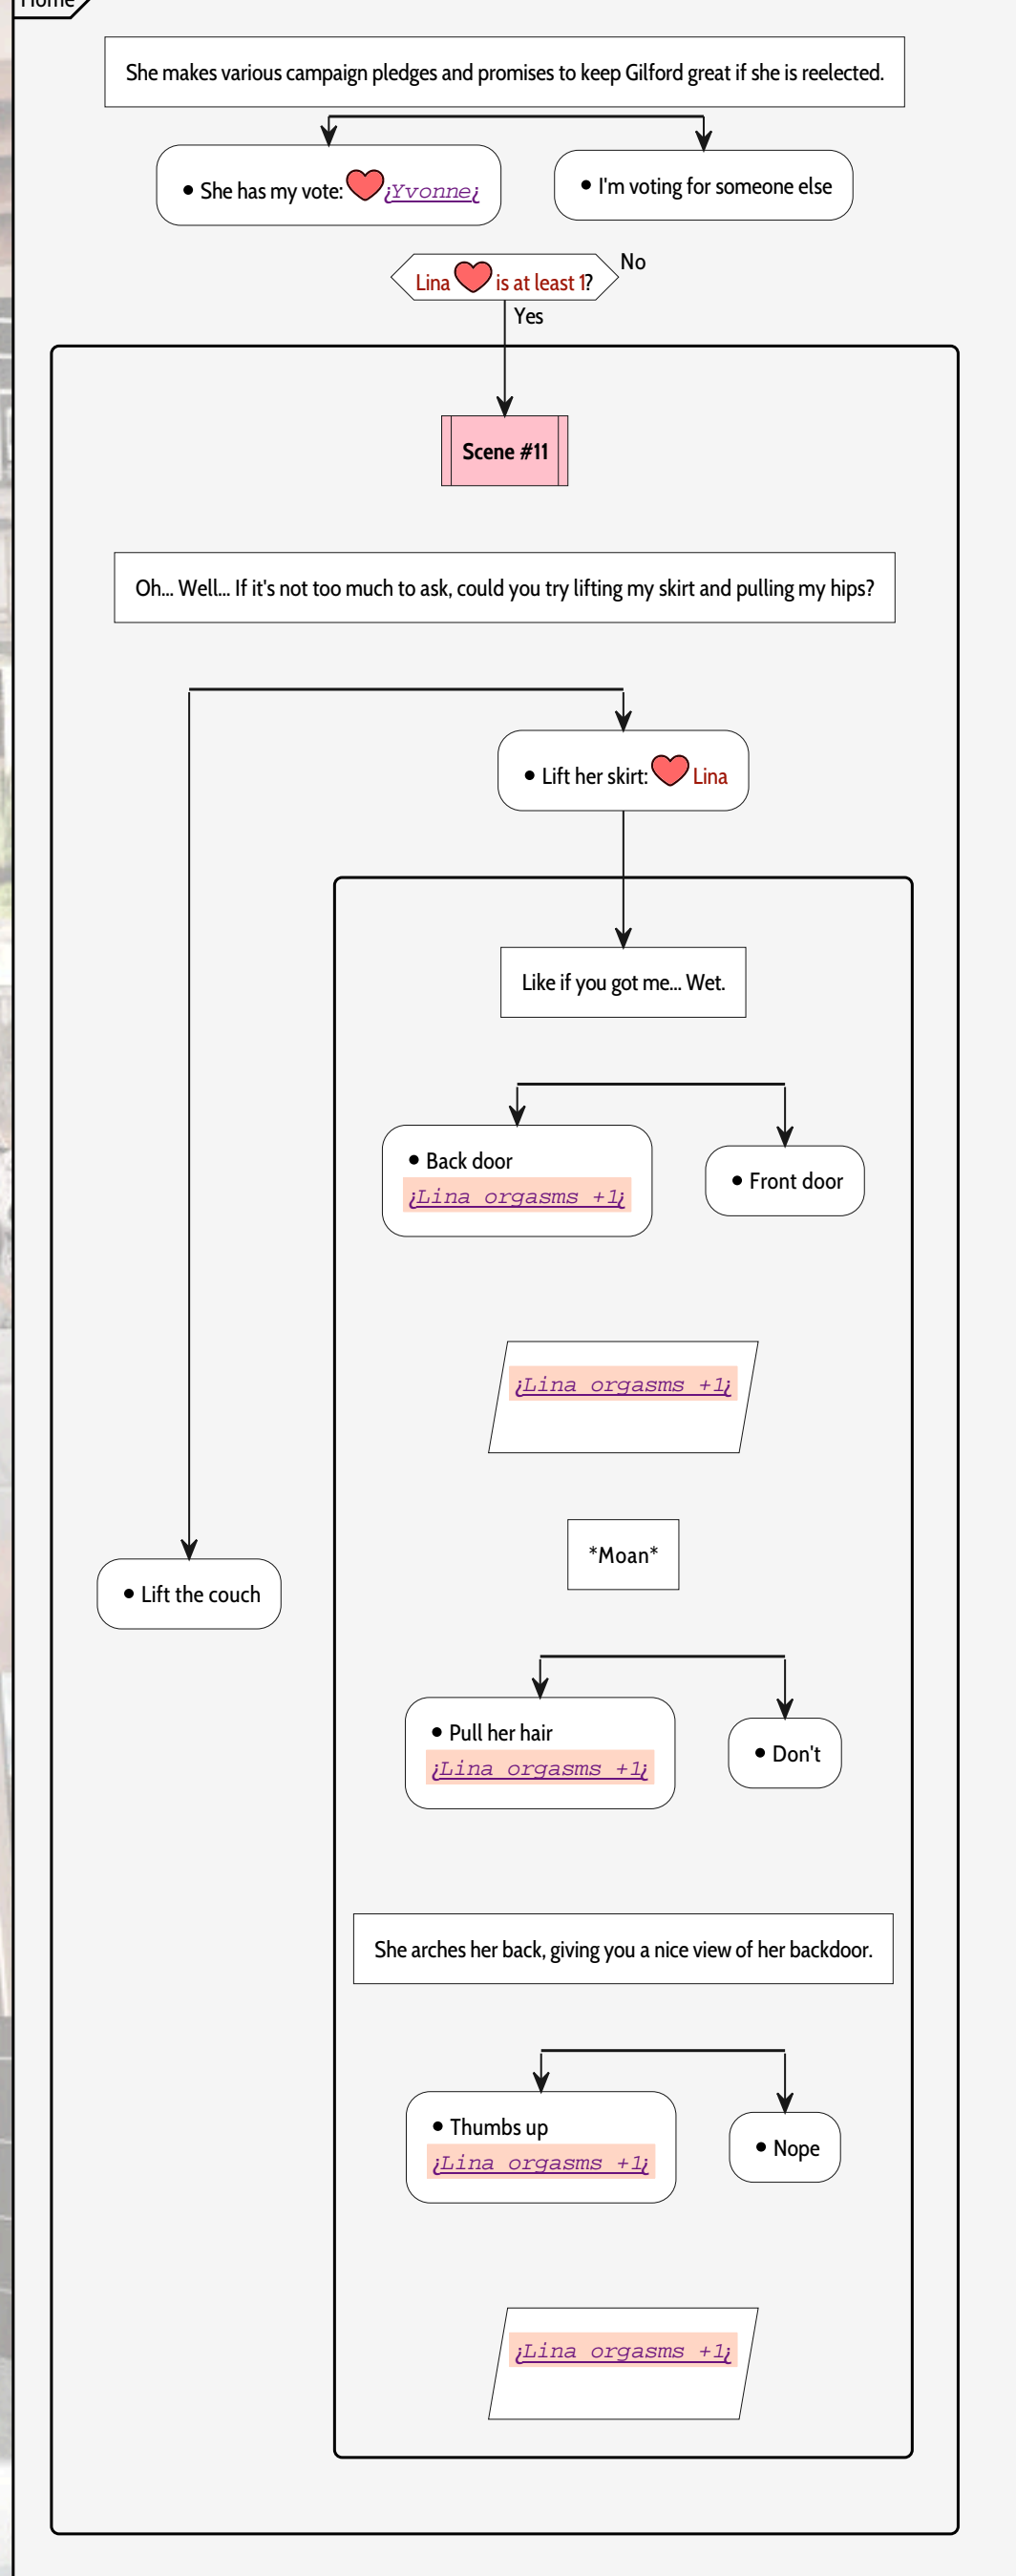 Home
She makes various campaign pledges and promises to keep Gilford great if she is reelected.
• She has my vote: ¿Yvonne¿
• I'm voting for someone else
Lina is at least 1?
No
Yes
Scene #11
Oh... Well... If it's not too much to ask, could you try lifting my skirt and pulling my hips?
• Lift her skirt: Lina
Like if you got me... Wet.
• Back door
¿Lina orgasms +1¿
• Front door
¿Lina orgasms +1¿
*Moan*
• Lift the couch
• Pull her hair
¿Lina orgasms +1¿
• Don't
She arches her back, giving you a nice view of her backdoor.
• Thumbs up
¿Lina orgasms +1¿
• Nope
¿Lina orgasms +1¿